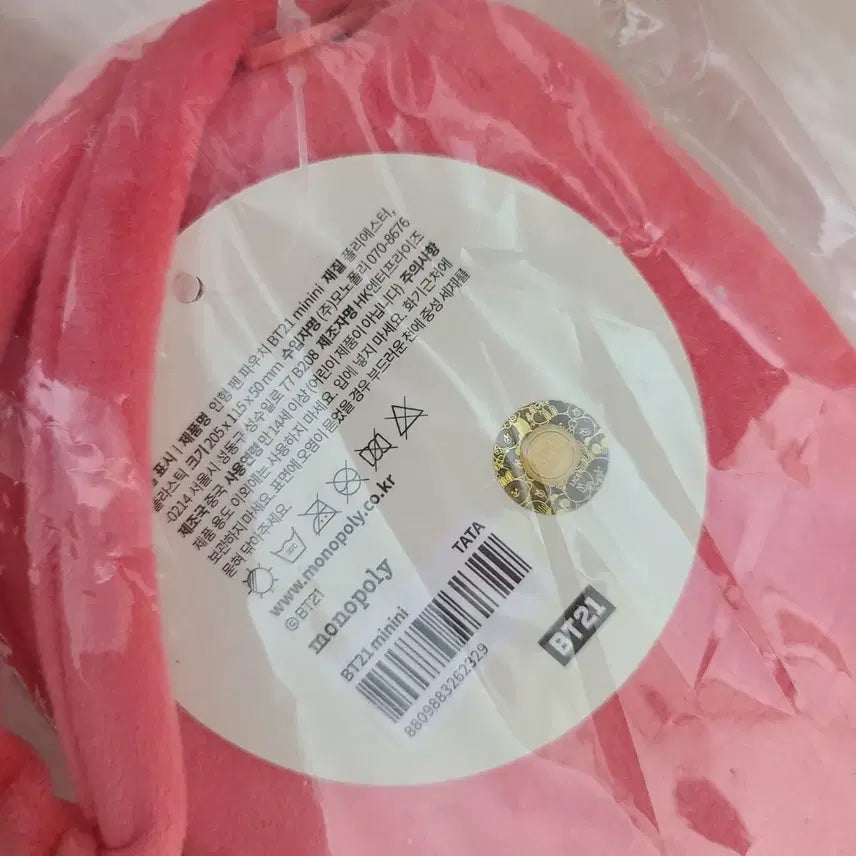 표시 | 제품명 인형 팬 파우치 BT21 minini 재질 폴리에스터,
플라스틱 크기 205 x 115 x 50 mm 수입자명 (주)모노폴리 070-8676
-0214 서울시 성동구 성수일로 77 B208 제조자명 HK엔터프라이즈
제조국 중국 사용연령 만 14세 이상 (어린이 제품이 아닙니다) 주의사항
제품 용도 이외에는 사용하지 마세요. 입에 넣지 마세요. 화기 근처에
보관하지 마세요. 표면에 오염이 묻었을 경우 부드러운 천에 중성 세제를
묻혀 닦아주세요.
www.monopoly.co.kr
©BT21
monopoly
BT21 minini
TATA
8809883262329
BT21